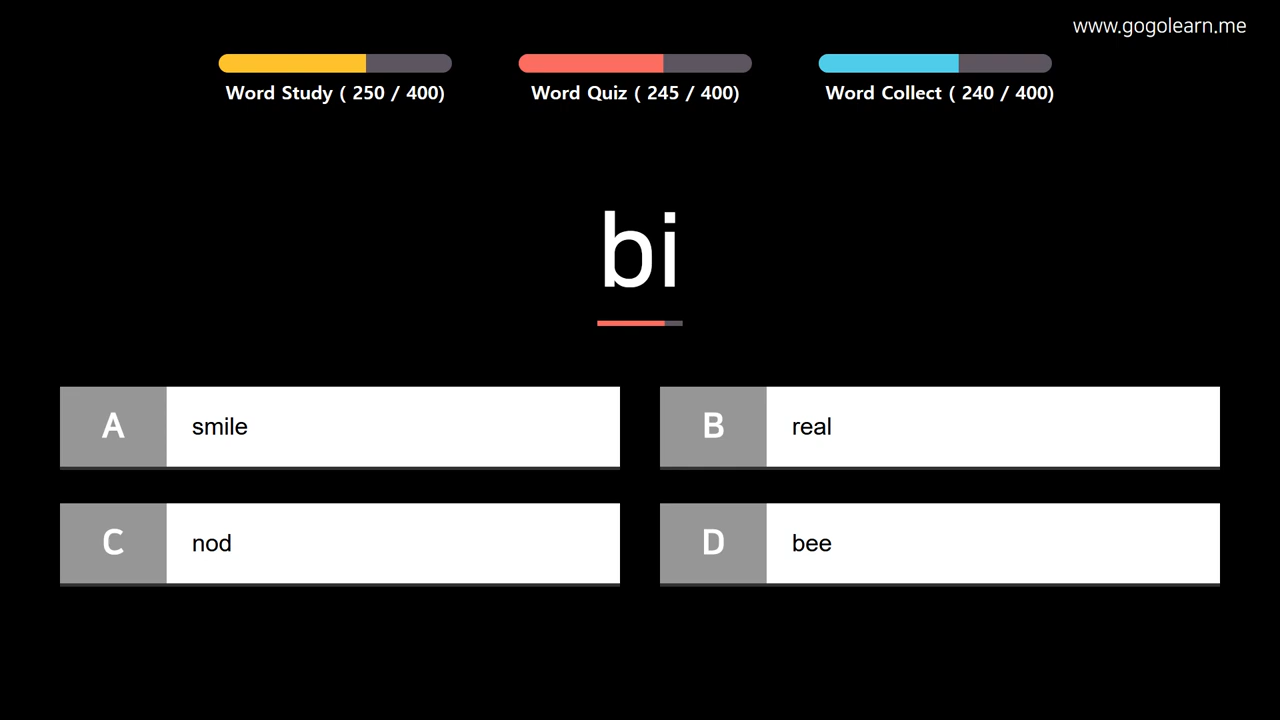 www.gogolearn.me
Word Study ( 250 / 400)
Word Quiz ( 245 / 400)
Word Collect ( 240 / 400)
bi
A smile
B real
C nod
D bee